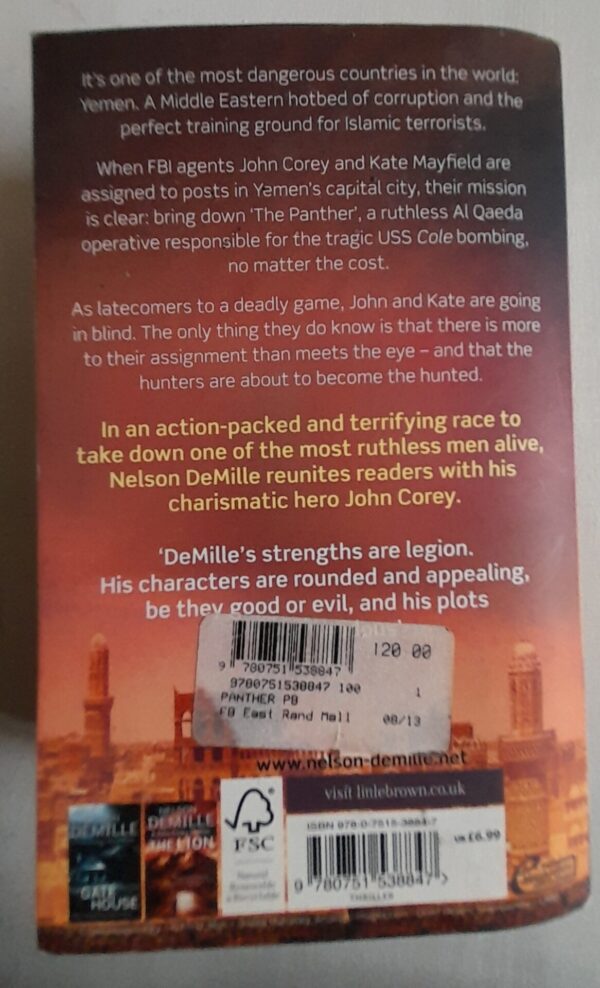 It's one of the most dangerous countries in the world:
Yemen. A Middle Eastern hotbed of corruption and the
perfect training ground for Islamic terrorists.
When FBI agents John Corey and Kate Mayfield are
assigned to posts in Yemen's capital city, their mission
is clear: bring down 'The Panther', a ruthless Al Qaeda
operative responsible for the tragic USS Cole bombing,
no matter the cost.
As latecomers to a deadly game, John and Kate are going
in blind. The only thing they do know is that there is more
to their assignment than meets the eye – and that the
hunters are about to become the hunted.
In an action-packed and terrifying race to
take down one of the most ruthless men alive,
Nelson DeMille reunites readers with his
charismatic hero John Corey.
'DeMille's strengths are legion.
His characters are rounded and appealing,
be they good or evil, and his plots
120.00
9 780751 538847
9780751538847 100
1
PANTHER PB
East Rand Mall
08/13
www.nelson-demille.net
visit littlebrown.co.uk
DEMILLE
GATE
HOUSE
NELSON
DEMILLE
THE LION
FSC
ISBN 978-0-7515-3884-7
UK £6.99
9 780751 538847 >
THRILLER